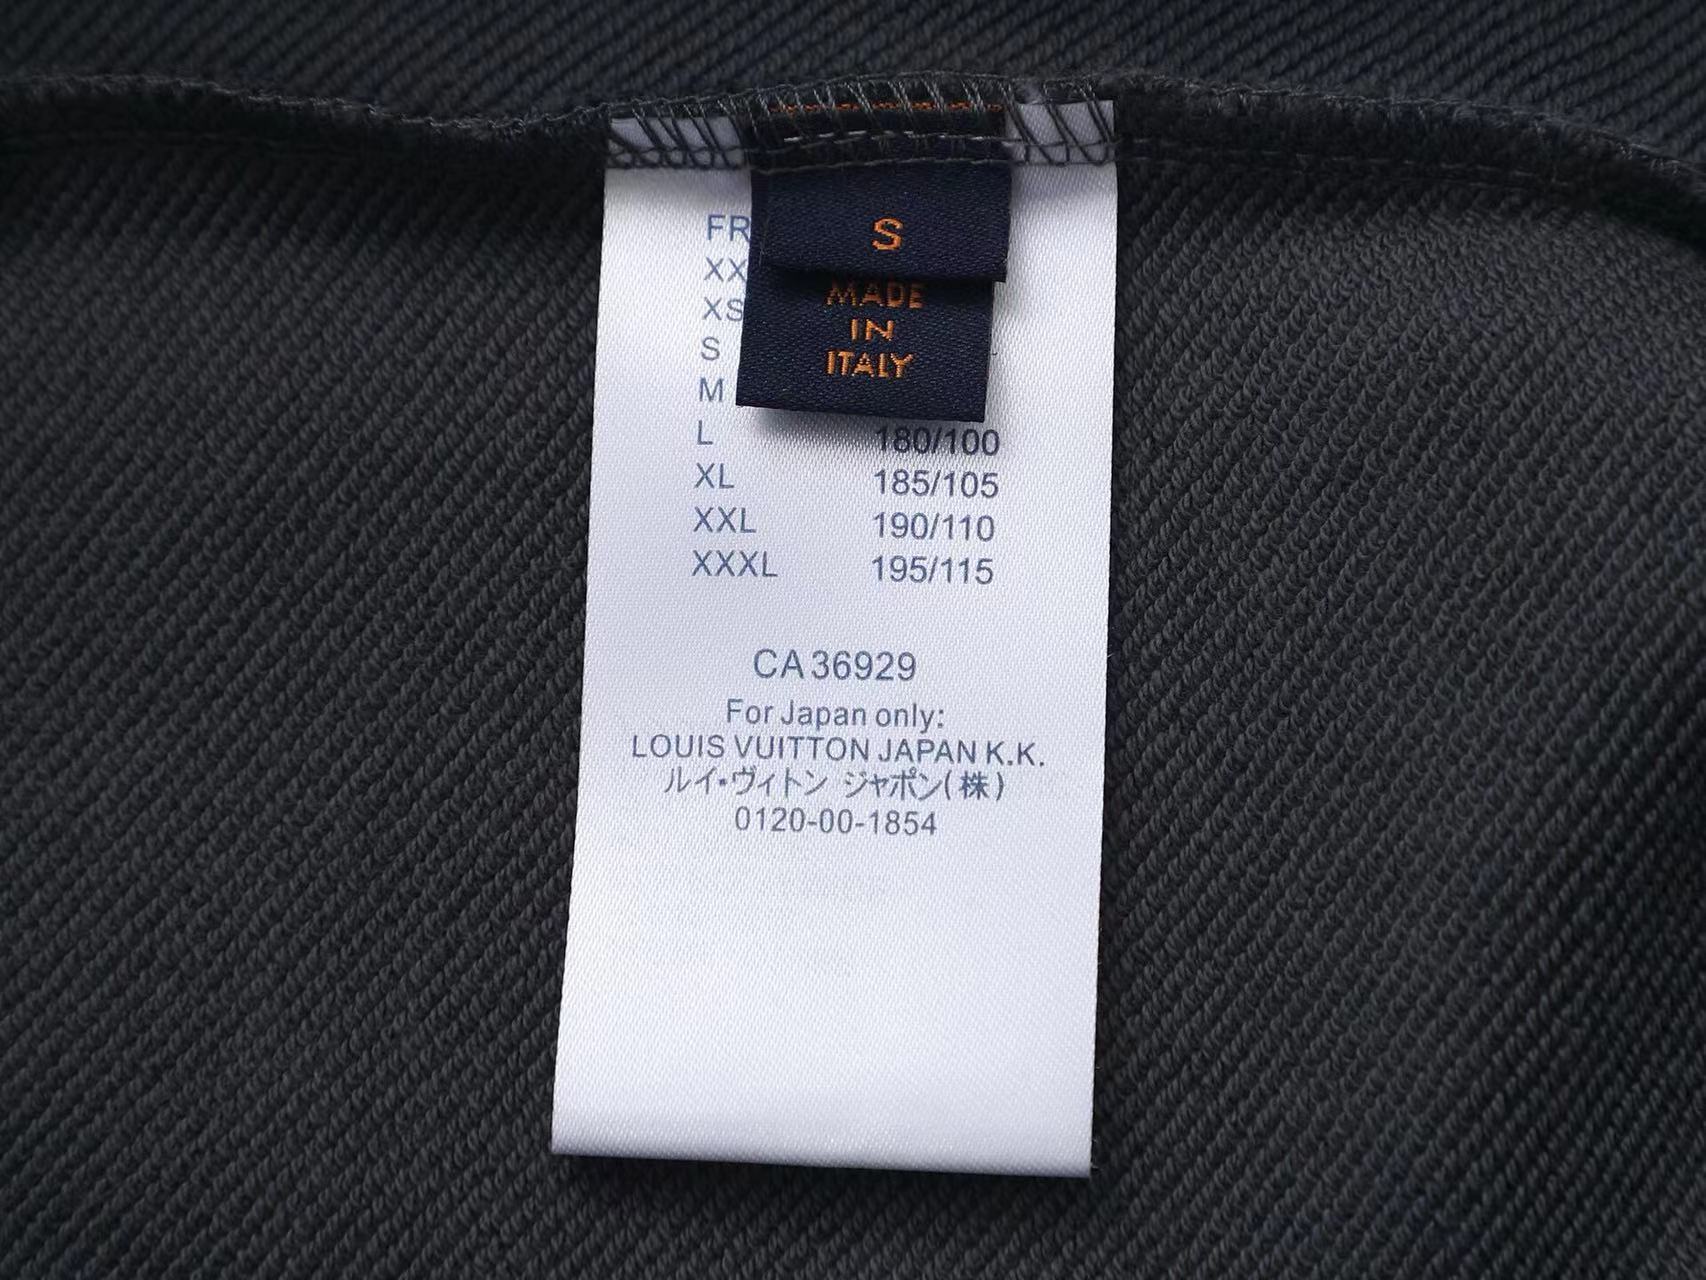 S
MADE
IN
ITALY
FR
XX
XS
S
M
L 180/100
XL 185/105
XXL 190/110
XXXL 195/115
CA36929
For Japan only:
LOUIS VUITTON JAPAN K.K.
ルイ・ヴィトン ジャポン(株)
0120-00-1854